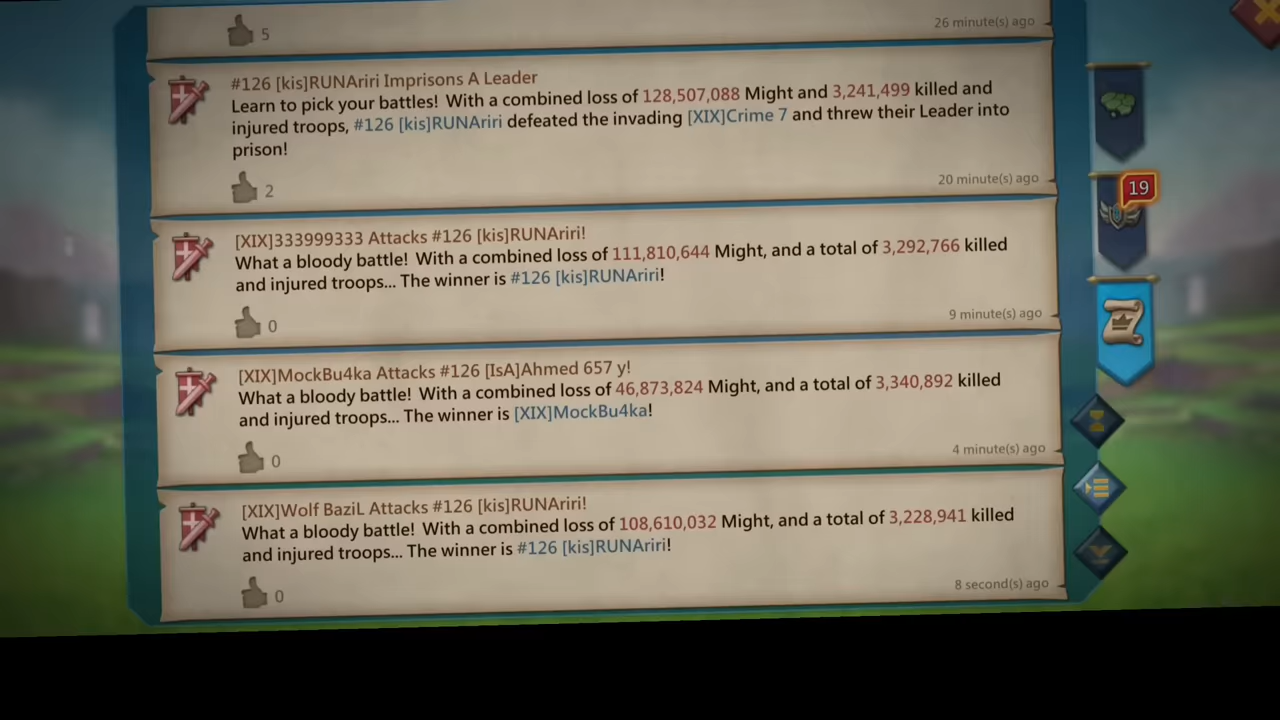 5
26 minute(s) ago
#126 [kis]RUNAriri Imprisons A Leader
Learn to pick your battles! With a combined loss of 128,507,088 Might and 3,241,499 killed and
injured troops, #126 [kis]RUNAriri defeated the invading [XIX]Crime 7 and threw their Leader into
prison!
2
20 minute(s) ago
19
[XIX]333999333 Attacks #126 [kis]RUNAriri!
What a bloody battle! With a combined loss of 111,810,644 Might, and a total of 3,292,766 killed
and injured troops... The winner is #126 [kis]RUNAriri!
0
9 minute(s) ago
[XIX]MockBu4ka Attacks #126 [IsA]Ahmed 657 y!
What a bloody battle! With a combined loss of 46,873,824 Might, and a total of 3,340,892 killed
and injured troops... The winner is [XIX]MockBu4ka!
0
4 minute(s) ago
[XIX]Wolf BaziL Attacks #126 [kis]RUNAriri!
What a bloody battle! With a combined loss of 108,610,032 Might, and a total of 3,228,941 killed
and injured troops... The winner is #126 [kis]RUNAriri!
0
8 second(s) ago